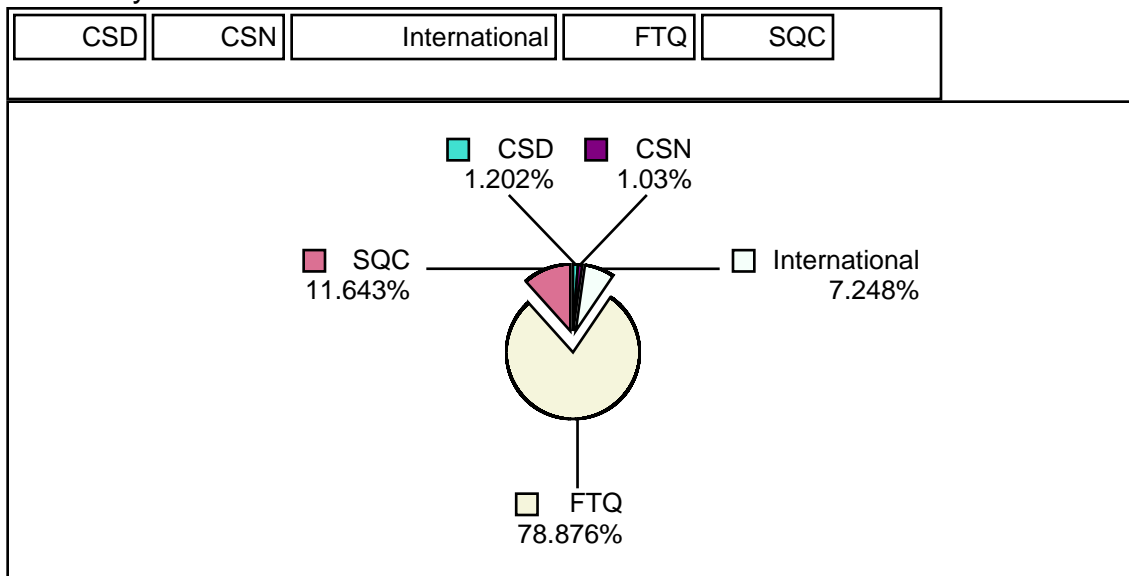 CSD CSN International FTQ SQC
CSD CSN
1.202% 1.03%
SQC International
11.643% 7.248%
FTQ
78.876%